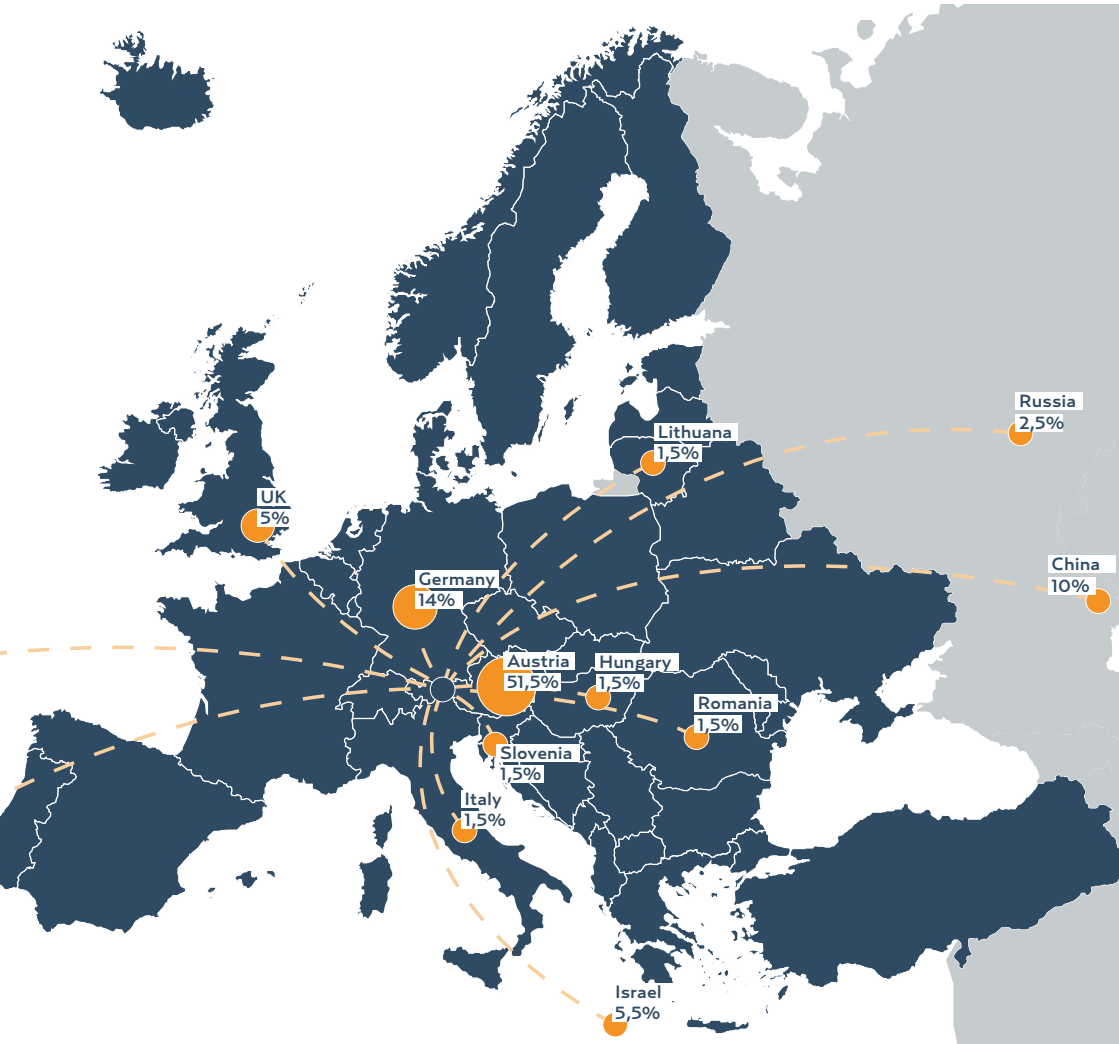 Russia
2,5%
Lithuana
1,5%
UK
5%
China
10%
Germany
14%
Austria
51,5%
Hungary
1,5%
Romania
1,5%
Slovenia
1,5%
Italy
1,5%
Israel
5,5%